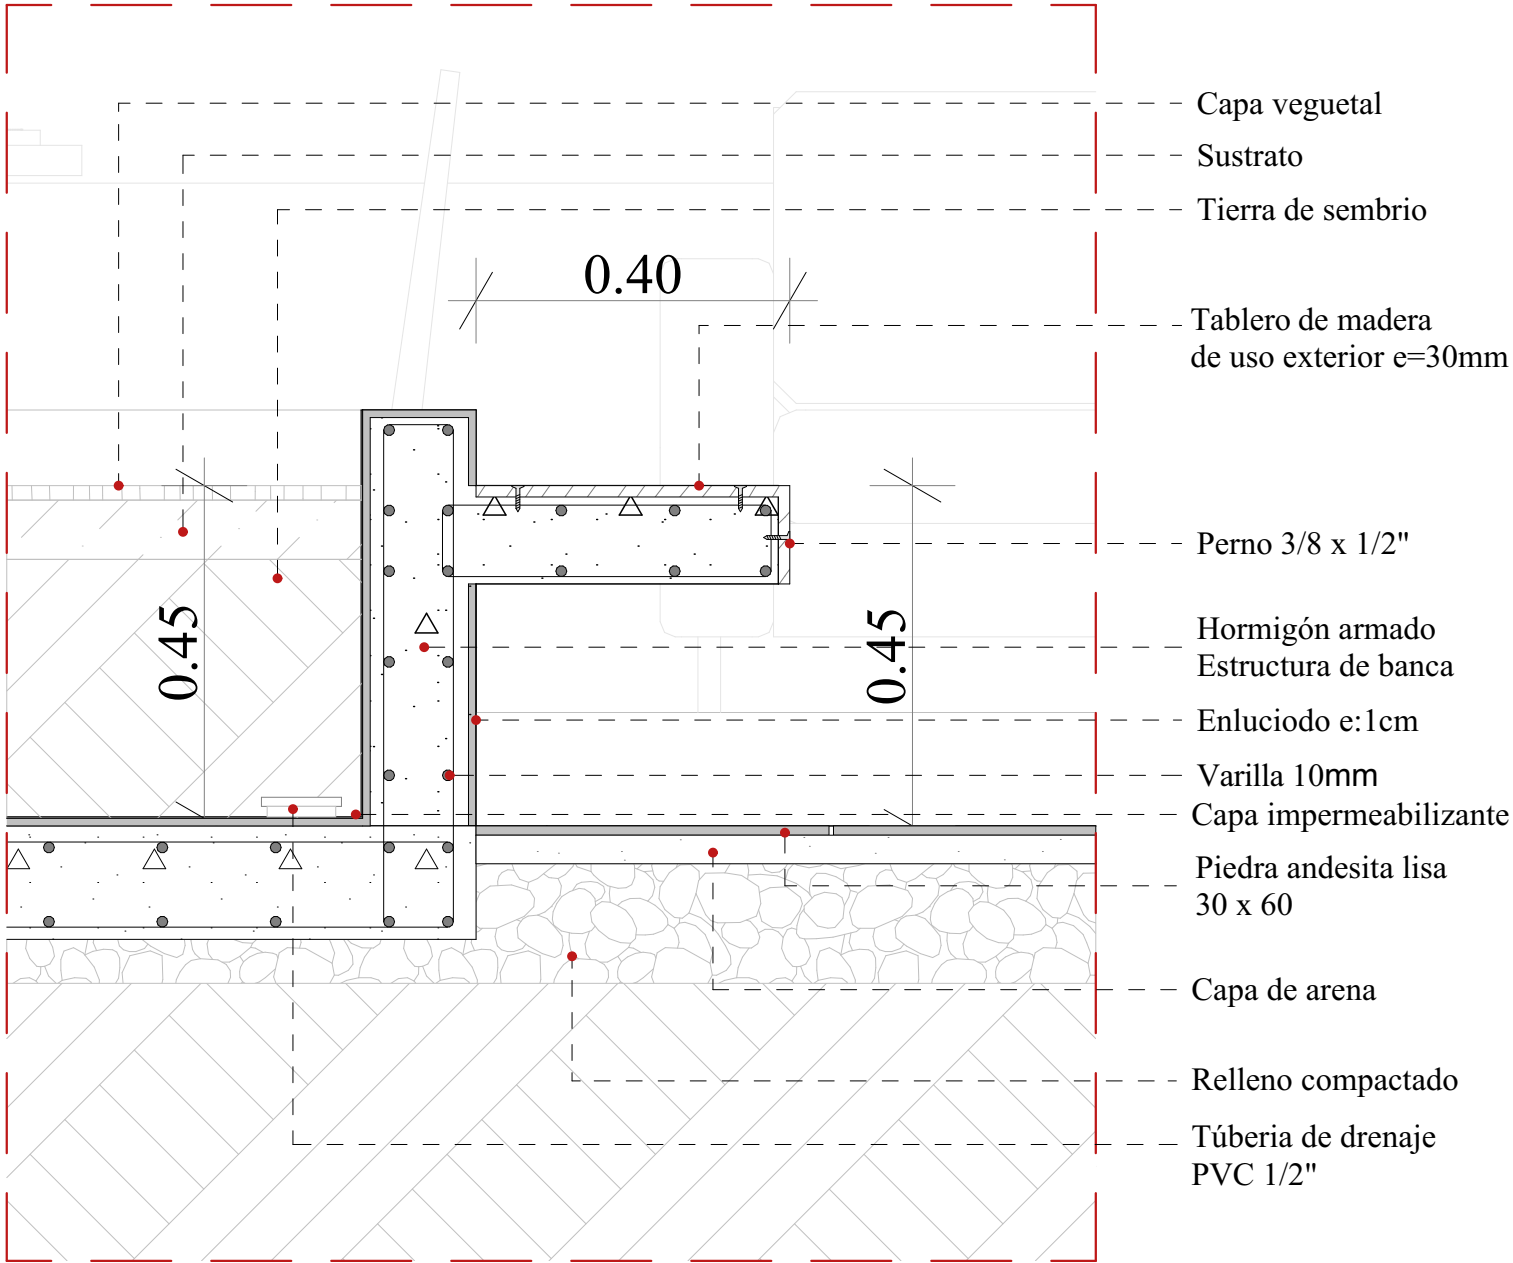 Capa veguetal
Sustrato
Tierra de sembrio
0.40
Tablero de madera
de uso exterior e=30mm
Perno 3/8 x 1/2"
0.45
0.45
Hormigón armado
Estructura de banca
Enluciodo e:1cm
Varilla 10mm
Capa impermeabilizante
Piedra andesita lisa
30 x 60
Capa de arena
Relleno compactado
Túberia de drenaje
PVC 1/2"